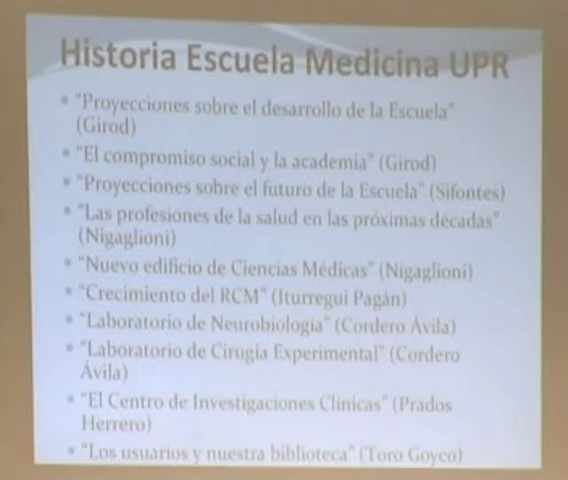 Historia Escuela Medicina UPR
• "Proyecciones sobre el desarrollo de la Escuela"
(Girod)
• "El compromiso social y la academia" (Girod)
• "Proyecciones sobre el futuro de la Escuela" (Sifontes)
• "Las profesiones de la salud en las próximas décadas"
(Nigaglioni)
• "Nuevo edificio de Ciencias Médicas" (Nigaglioni)
• "Crecimiento del RCM" (Iturregui Pagán)
• "Laboratorio de Neurobiología" (Cordero Ávila)
• "Laboratorio de Cirugía Experimental" (Cordero
Ávila)
• "El Centro de Investigaciones Clínicas" (Prados
Herrero)
• "Los usuarios y nuestra biblioteca" (Toro Goyco)